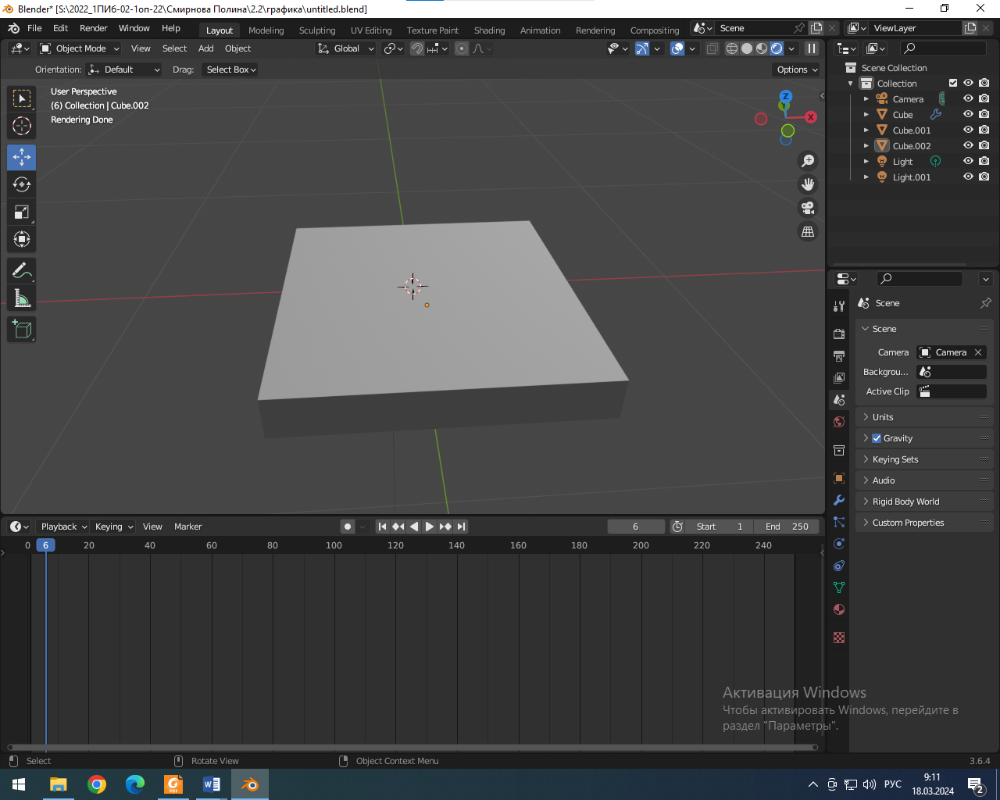 Blender* [S:\2022_1ПИб-02-1оп-22\Смирнова Полина\2.2\графика\untitled.blend]
File Edit Render Window Help Layout Modeling Sculpting UV Editing Texture Paint Shading Animation Rendering Compositing Scene ViewLayer
Object Mode View Select Add Object Global
Orientation: Default Drag: Select Box Options
User Perspective
(6) Collection | Cube.002
Rendering Done
Z
Y
X
Scene Collection
Collection
Camera
Cube
Cube.001
Cube.002
Light
Light.001
Scene
Scene
Camera Camera
Backgrou...
Active Clip
Units
Gravity
Keying Sets
Audio
Rigid Body World
Custom Properties
Playback Keying View Marker 6 Start 1 End 250
0 6 20 40 60 80 100 120 140 160 180 200 220 240
Активация Windows
Чтобы активировать Windows, перейдите в
раздел "Параметры".
Select Rotate View Object Context Menu 3.6.4
PDF
РУС
9:11
18.03.2024
2